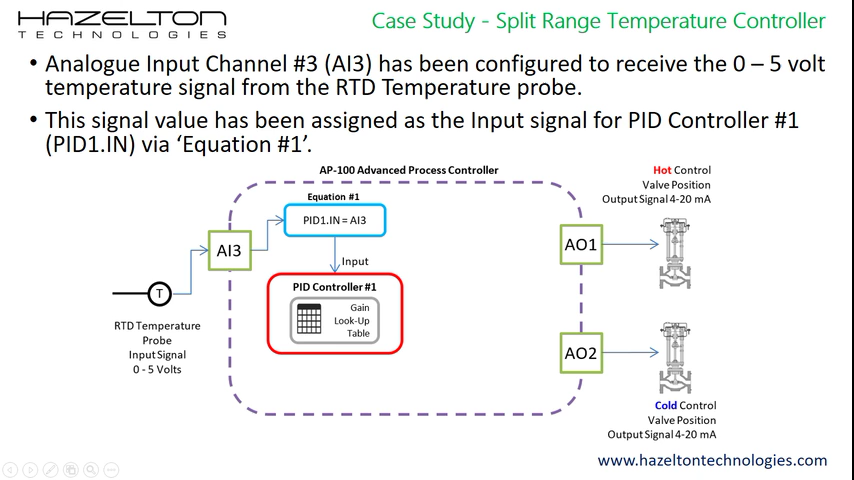 HAZELTON
TECHNOLOGIES
Case Study - Split Range Temperature Controller
• Analogue Input Channel #3 (AI3) has been configured to receive the 0 – 5 volt
temperature signal from the RTD Temperature probe.
• This signal value has been assigned as the Input signal for PID Controller #1
(PID1.IN) via ‘Equation #1’.
AP-100 Advanced Process Controller
Hot Control
Valve Position
Output Signal 4-20 mA
Equation #1
PID1.IN = AI3
AI3
AO1
Input
PID Controller #1
Gain
Look-Up
Table
T
RTD Temperature
Probe
Input Signal
0 - 5 Volts
AO2
Cold Control
Valve Position
Output Signal 4-20 mA
www.hazeltontechnologies.com